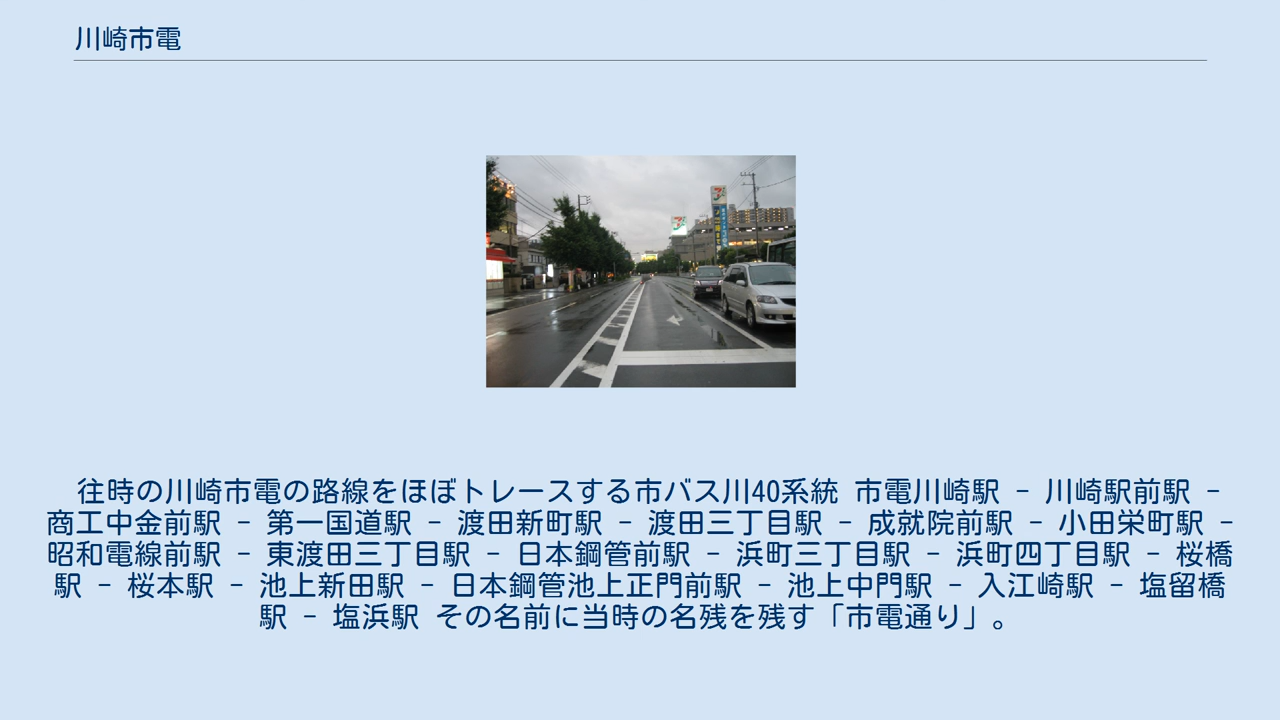 川崎市電
往時の川崎市電の路線をほぼトレースする市バス川40系統 市電川崎駅 - 川崎駅前駅 -
商工中金前駅 - 第一国道駅 - 渡田新町駅 - 渡田三丁目駅 - 成就院前駅 - 小田栄町駅 -
昭和電線前駅 - 東渡田三丁目駅 - 日本鋼管前駅 - 浜町三丁目駅 - 浜町四丁目駅 - 桜橋
駅 - 桜本駅 - 池上新田駅 - 日本鋼管池上正門前駅 - 池上中門駅 - 入江崎駅 - 塩留橋
駅 - 塩浜駅 その名前に当時の名残を残す「市電通り」。